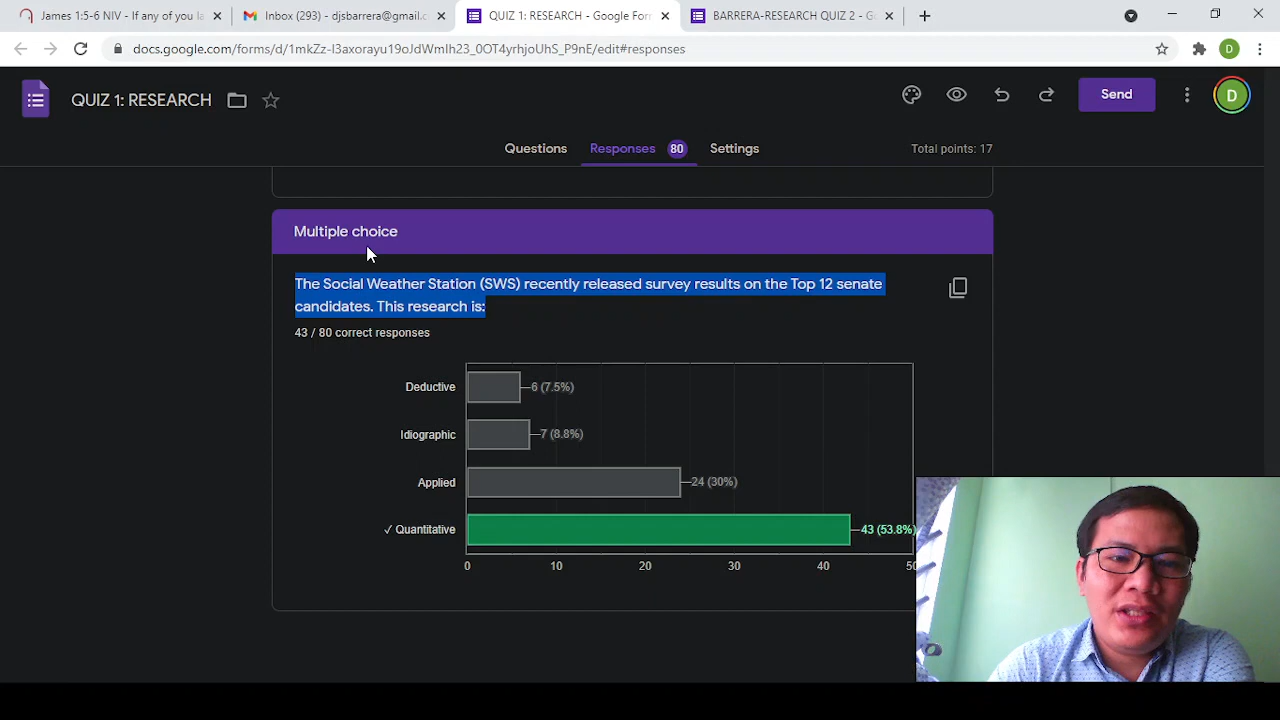 James 1:5-6 NIV - If any of you la
Inbox (293) - djsbarrera@gmail.c
QUIZ 1: RESEARCH - Google Form
BARRERA-RESEARCH QUIZ 2 - Go
docs.google.com/forms/d/1mkZz-I3axorayu19oJdWmIh23_0OT4yrhjoUhS_P9nE/edit#responses
D
QUIZ 1: RESEARCH
Send
D
Questions
Responses 80
Settings
Total points: 17
Multiple choice
The Social Weather Station (SWS) recently released survey results on the Top 12 senate
candidates. This research is:
43 / 80 correct responses
Deductive 6 (7.5%)
Idiographic 7 (8.8%)
Applied 24 (30%)
✓ Quantitative 43 (53.8%)
0 10 20 30 40 50